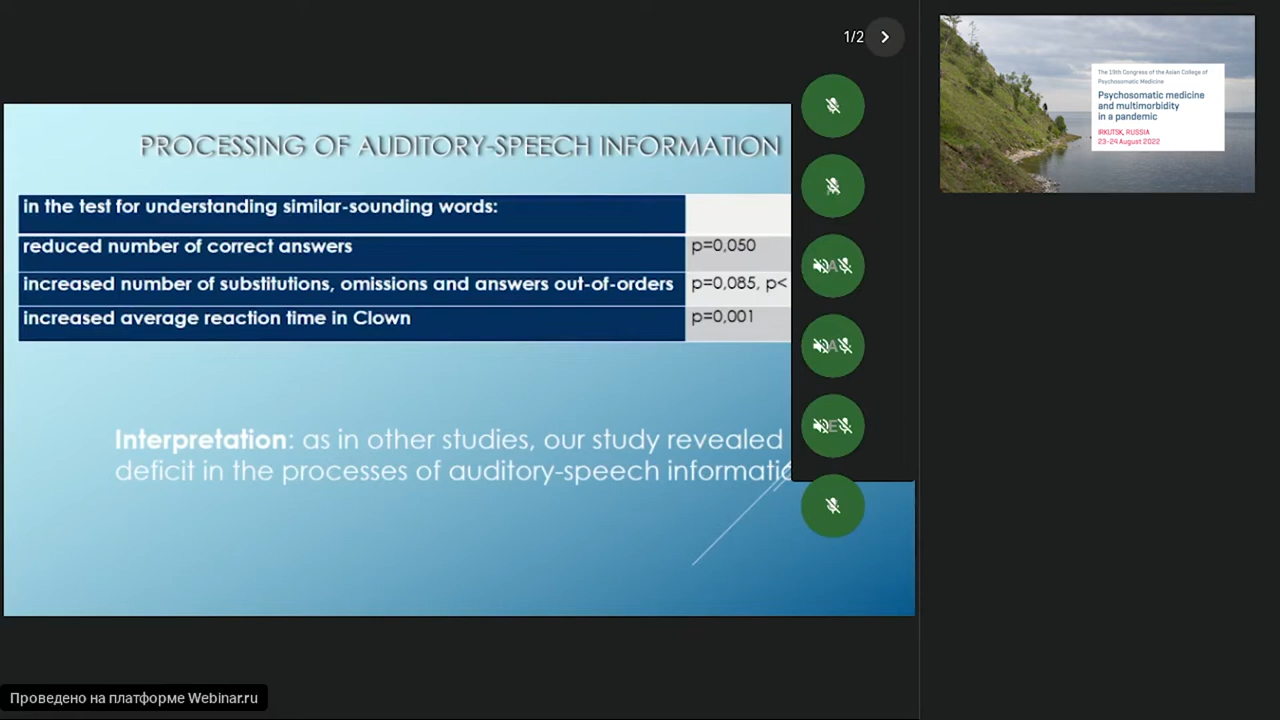 1/2
PROCESSING OF AUDITORY-SPEECH INFORMATION
in the test for understanding similar-sounding words:
reduced number of correct answers p=0,050
increased number of substitutions, omissions and answers out-of-orders p=0,085, p<
increased average reaction time in Clown p=0,001
Interpretation: as in other studies, our study revealed
deficit in the processes of auditory-speech
A
A
E
The 19th Congress of the Asian College of
Psychosomatic Medicine
Psychosomatic medicine
and multimorbidity
in a pandemic
IRKUTSK, RUSSIA
23-24 August 2022
Проведено на платформе Webinar.ru